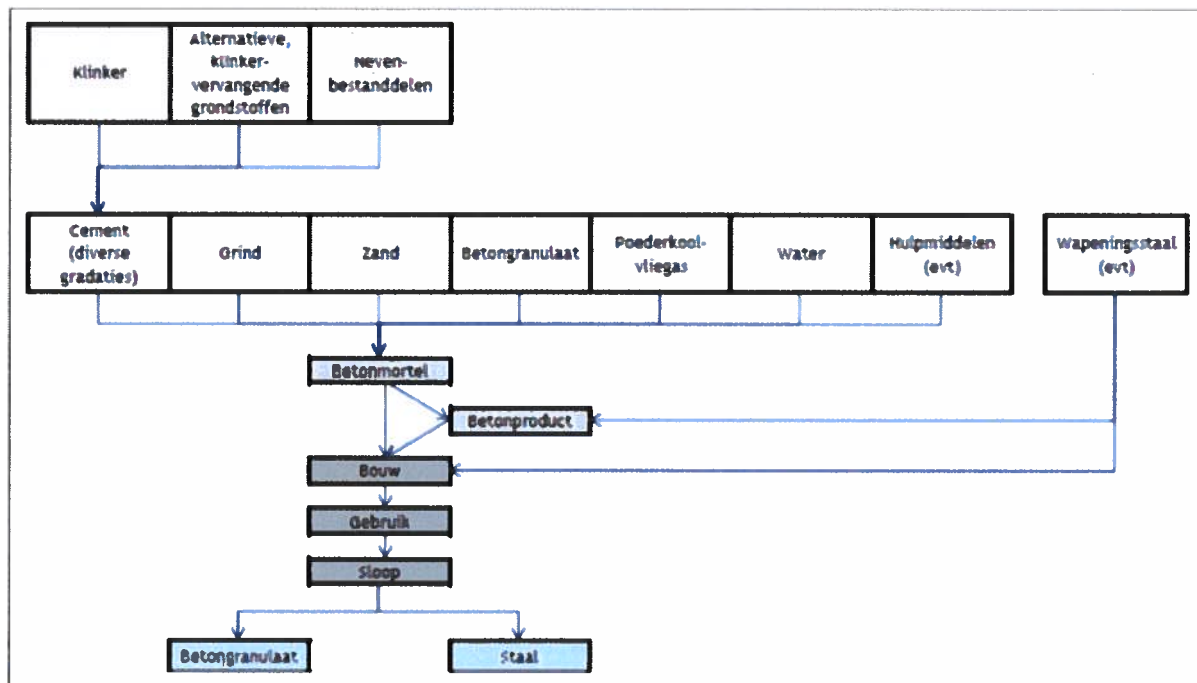 Klinker
Alternatieve,
klinker-
vervangende
grondstoffen
Neven-
bestanddelen
Cement
(diverse
gradaties)
Grind
Zand
Betongranulaat
Poederkool-
vliegas
Water
Hulpmiddelen
(evt)
Wapeningsstaal
(evt)
Betonmortel
Betonproduct
Bouw
Gebruik
Sloop
Betongranulaat
Staal